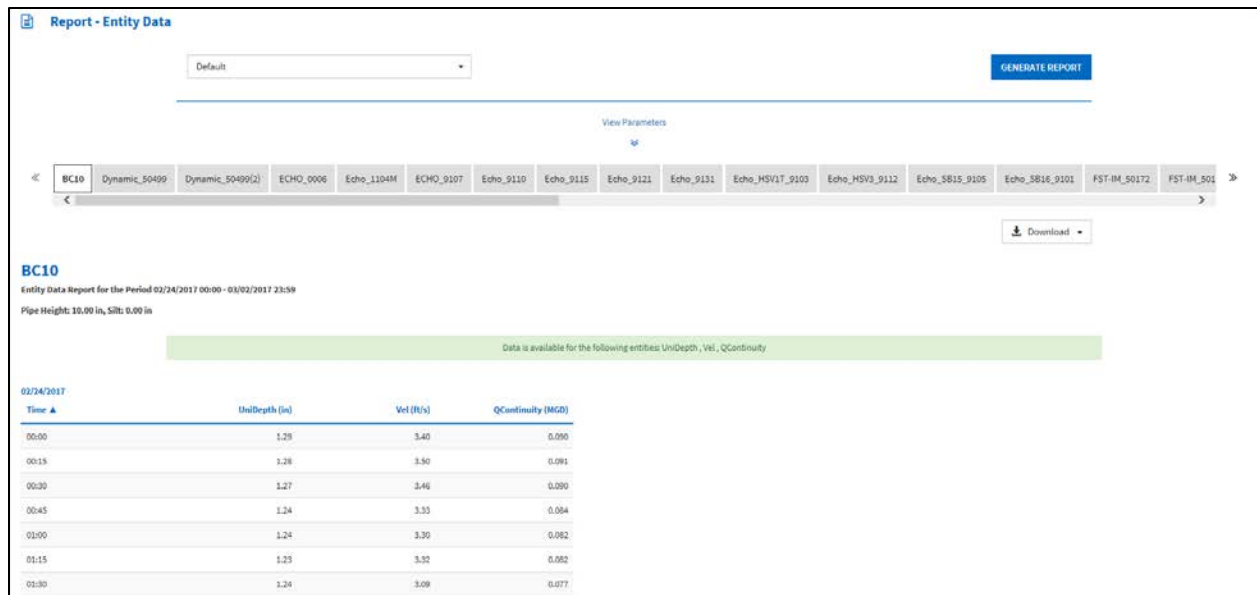 Report - Entity Data
Default
GENERATE REPORT
View Parameters
BC10 Dynamic_50499 Dynamic_50499(2) ECHO_0006 Echo_1104M ECHO_9107 Echo_9110 Echo_9115 Echo_9121 Echo_9131 Echo_HSV1T_9103 Echo_HSV3_9112 Echo_SB15_9105 Echo_SB16_9101 FST-IM_50172 FST-IM_501
Download
BC10
Entity Data Report for the Period 02/24/2017 00:00 - 03/02/2017 23:59
Pipe Height: 10.00 in, Silt: 0.00 in
Data is available for the following entities: UniDepth , Vel , QContinuity
02/24/2017
Time ▲ UniDepth (in) Vel (ft/s) QContinuity (MGD)
00:00 1.29 3.40 0.090
00:15 1.28 3.50 0.091
00:30 1.27 3.46 0.090
00:45 1.24 3.33 0.084
01:00 1.24 3.30 0.082
01:15 1.23 3.32 0.082
01:30 1.24 3.09 0.077